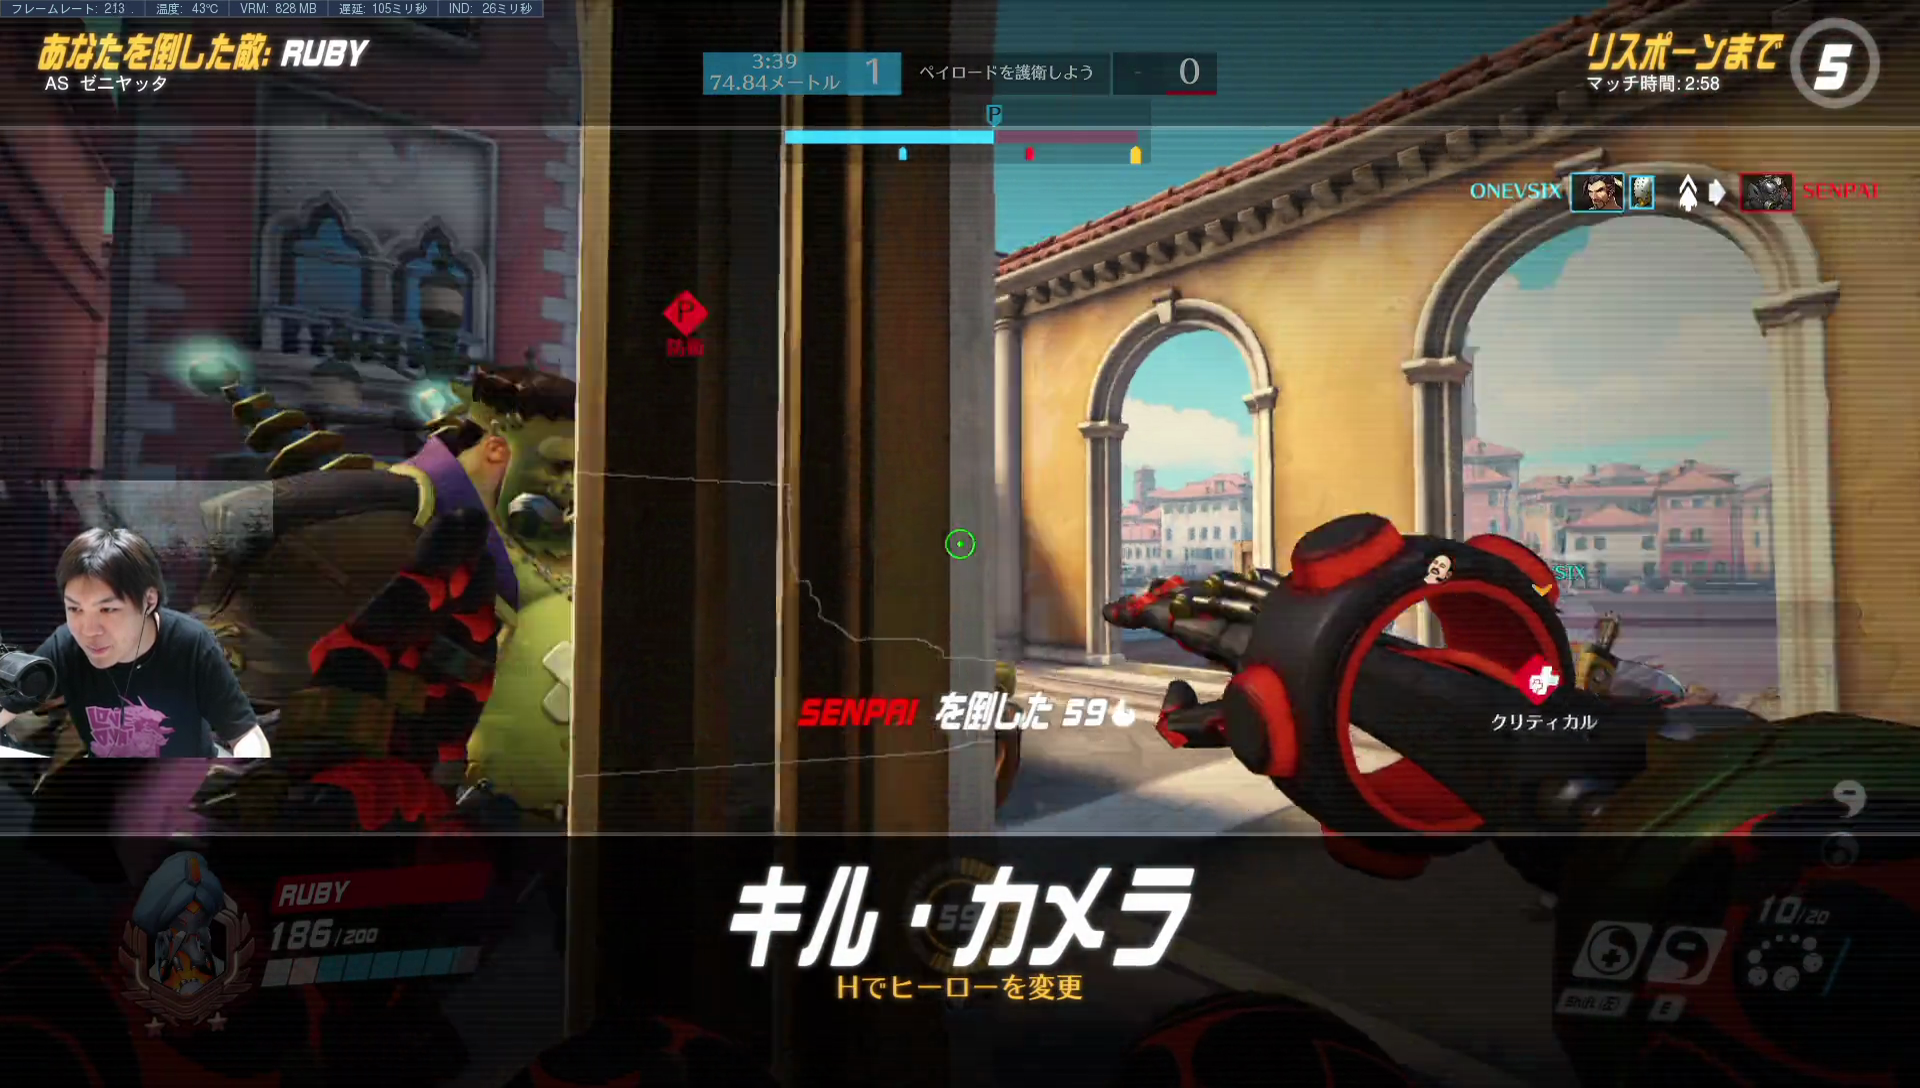 フレームレート: 213 . 温度: 43℃ VRM: 828 MB 遅延: 105ミリ秒 IND: 26ミリ秒
あなたを倒した敵: RUBY
AS ゼニヤッタ
3:39
74.84メートル
1
ペイロードを護衛しよう
-
0
P
リスポーンまで
5
マッチ時間: 2:58
ONEVSIX
SENPAI
P
防衛
SIX
SENPAI を倒した 59
クリティカル
RUBY
186/200
キル・カメラ
59
Hでヒーローを変更
10/20
Shift (左)
E